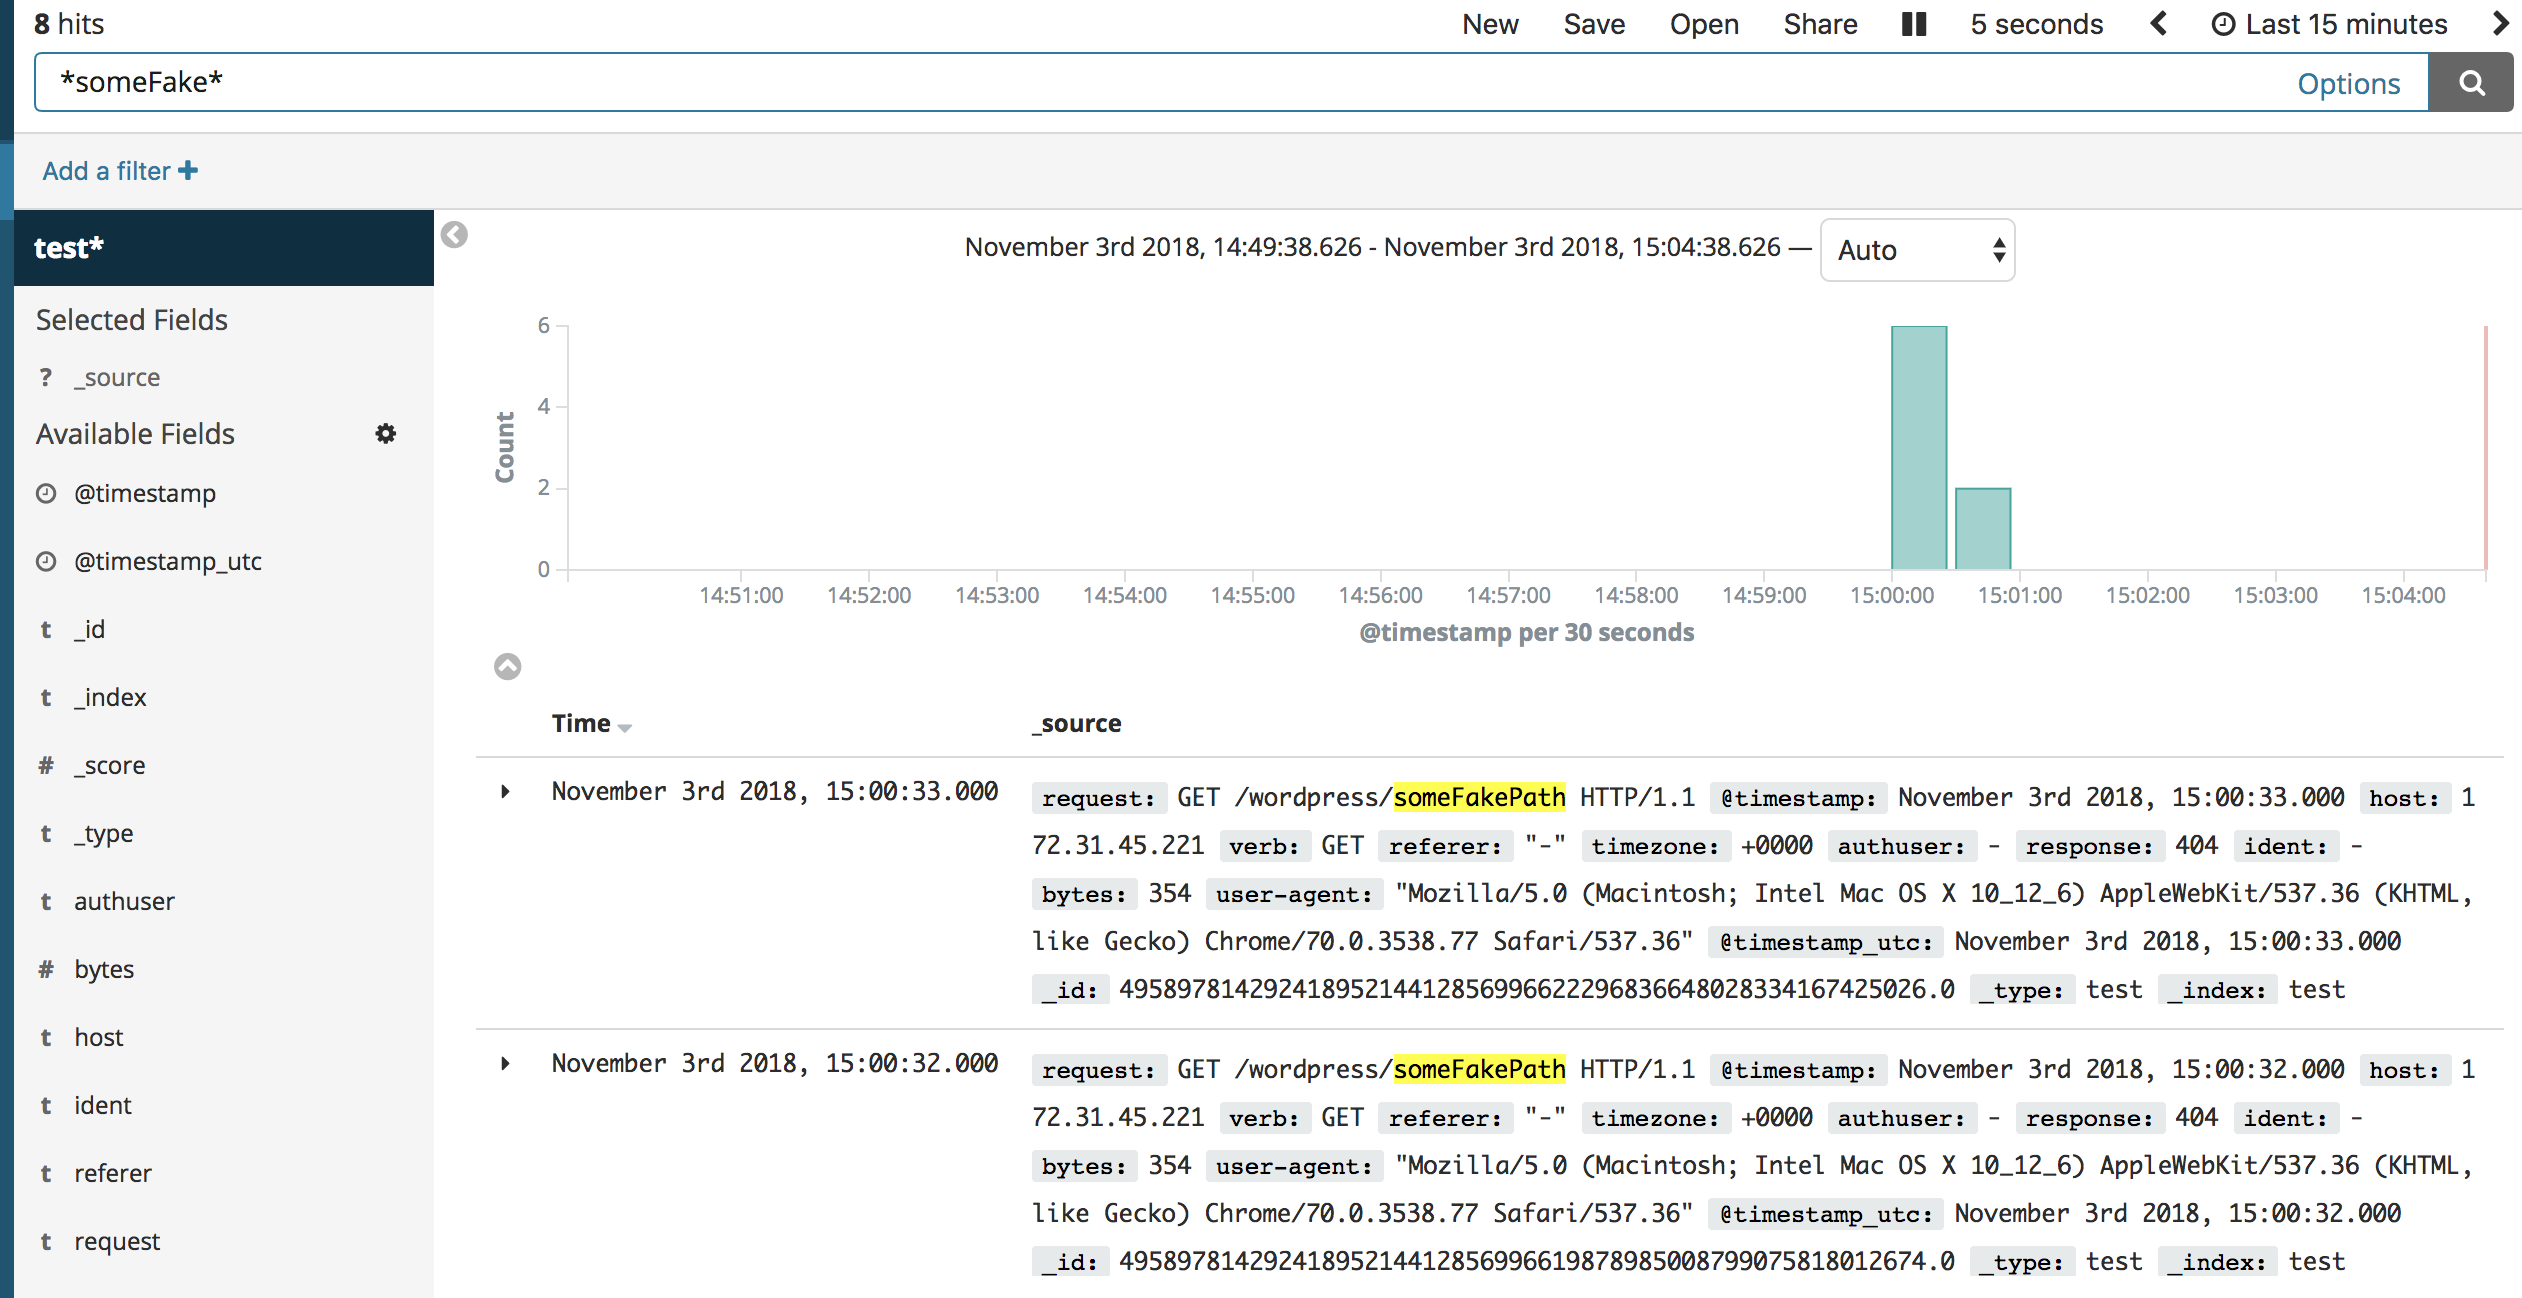 8 hits New Save Open Share 5 seconds Last 15 minutes
*someFake* Options
Add a filter
test*
Selected Fields
? _source
Available Fields
@timestamp
@timestamp_utc
t _id
t _index
# _score
t _type
t authuser
# bytes
t host
t ident
t referer
t request
November 3rd 2018, 14:49:38.626 - November 3rd 2018, 15:04:38.626 — Auto
Count
6
4
2
0
14:51:00 14:52:00 14:53:00 14:54:00 14:55:00 14:56:00 14:57:00 14:58:00 14:59:00 15:00:00 15:01:00 15:02:00 15:03:00 15:04:00
@timestamp per 30 seconds
Time _source
November 3rd 2018, 15:00:33.000 request: GET /wordpress/someFakePath HTTP/1.1 @timestamp: November 3rd 2018, 15:00:33.000 host: 1
72.31.45.221 verb: GET referer: "-" timezone: +0000 authuser: - response: 404 ident: -
bytes: 354 user-agent: "Mozilla/5.0 (Macintosh; Intel Mac OS X 10_12_6) AppleWebKit/537.36 (KHTML,
like Gecko) Chrome/70.0.3538.77 Safari/537.36" @timestamp_utc: November 3rd 2018, 15:00:33.000
_id: 49589781429241895214412856996622296836648028334167425026.0 _type: test _index: test
November 3rd 2018, 15:00:32.000 request: GET /wordpress/someFakePath HTTP/1.1 @timestamp: November 3rd 2018, 15:00:32.000 host: 1
72.31.45.221 verb: GET referer: "-" timezone: +0000 authuser: - response: 404 ident: -
bytes: 354 user-agent: "Mozilla/5.0 (Macintosh; Intel Mac OS X 10_12_6) AppleWebKit/537.36 (KHTML,
like Gecko) Chrome/70.0.3538.77 Safari/537.36" @timestamp_utc: November 3rd 2018, 15:00:32.000
_id: 49589781429241895214412856996619878985008799075818012674.0 _type: test _index: test